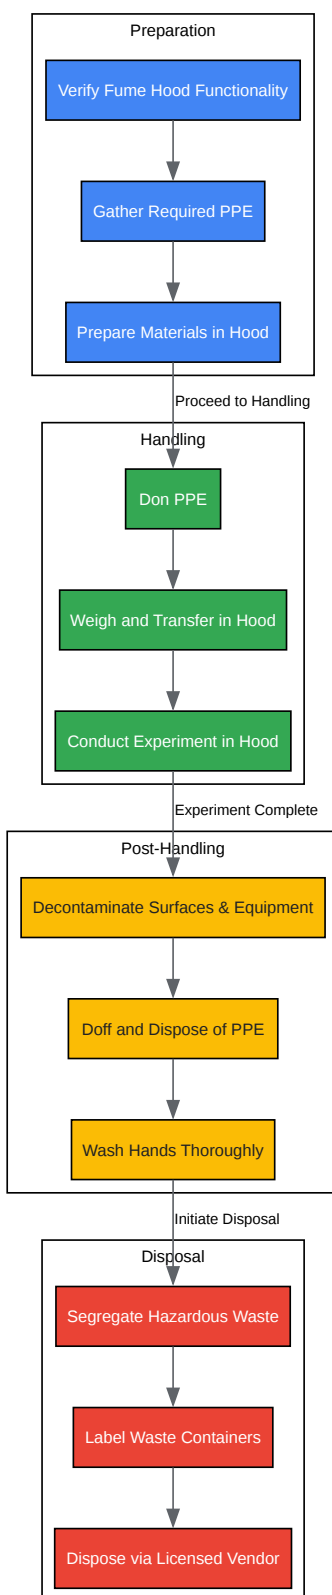 Preparation
Verify Fume Hood Functionality
Gather Required PPE
Prepare Materials in Hood
Proceed to Handling
Handling
Don PPE
Weigh and Transfer in Hood
Conduct Experiment in Hood
Experiment Complete
Post-Handling
Decontaminate Surfaces & Equipment
Doff and Dispose of PPE
Wash Hands Thoroughly
Initiate Disposal
Disposal
Segregate Hazardous Waste
Label Waste Containers
Dispose via Licensed Vendor